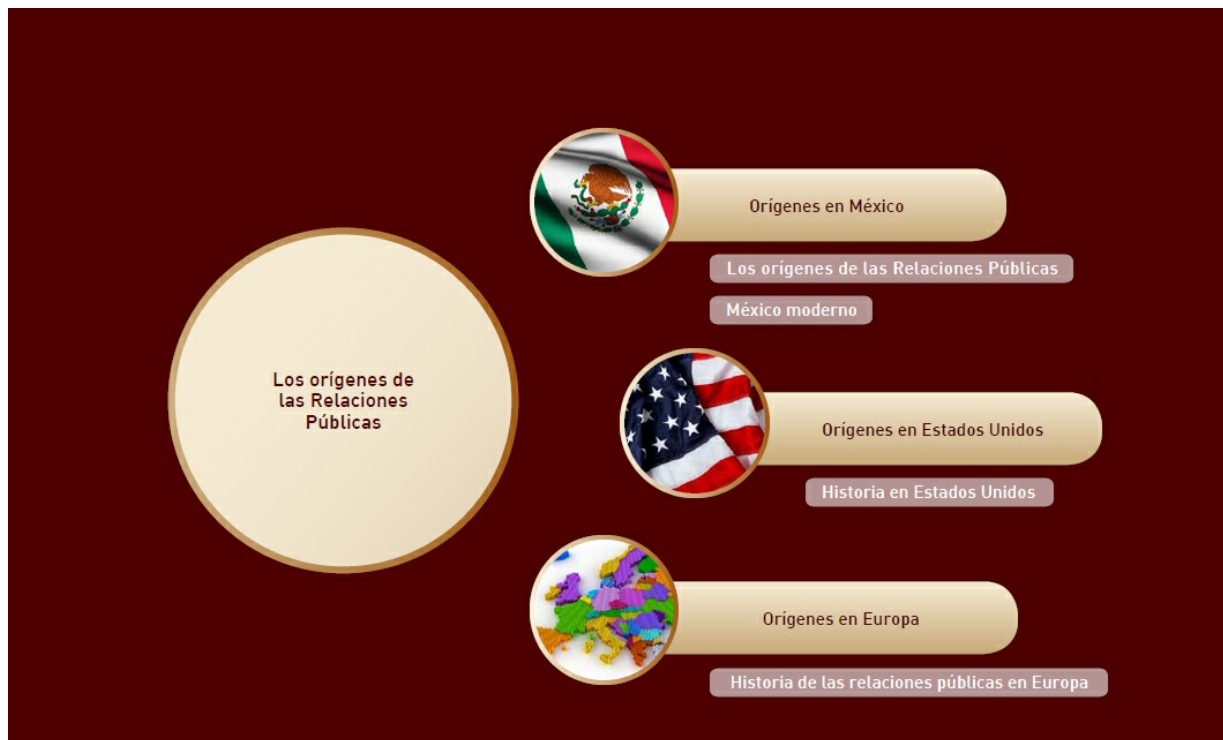 Los orígenes de
las Relaciones
Públicas
Orígenes en México
Los orígenes de las Relaciones Públicas
México moderno
Orígenes en Estados Unidos
Historia en Estados Unidos
Orígenes en Europa
Historia de las relaciones públicas en Europa